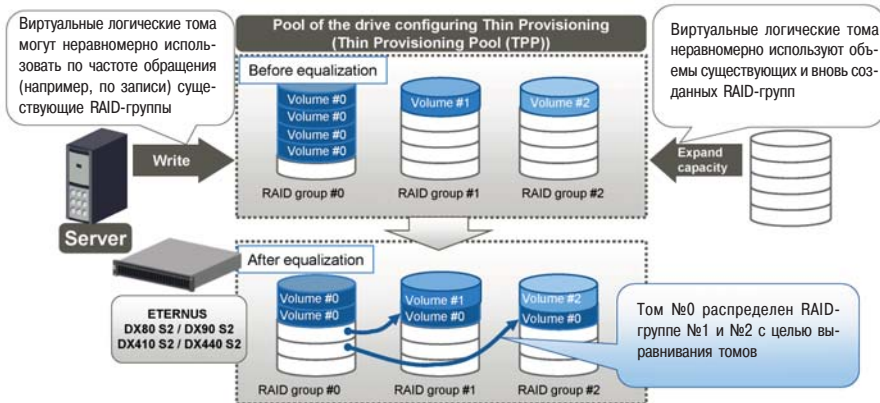 Виртуальные логические тома
могут неравномерно исполь-
зовать по частоте обращения
(например, по записи) суще-
ствующие RAID-группы
Pool of the drive configuring Thin Provisioning
(Thin Provisioning Pool (TPP))
Виртуальные логические тома
неравномерно используют объ-
емы существующих и вновь соз-
данных RAID-групп
Before equalization
Volume #0
Volume #0
Volume #0
Volume #0
Volume #1
Volume #2
Write
Expand
capacity
RAID group #0
RAID group #1
RAID group #2
Server
After equalization
Volume #0
Volume #0
Volume #1
Volume #0
Volume #2
Volume #0
ETERNUS
DX80 S2 / DX90 S2
DX410 S2 / DX440 S2
Том №0 распределен RAID-
группе №1 и №2 с целью вы-
равнивания томов
RAID group #0
RAID group #1
RAID group #2